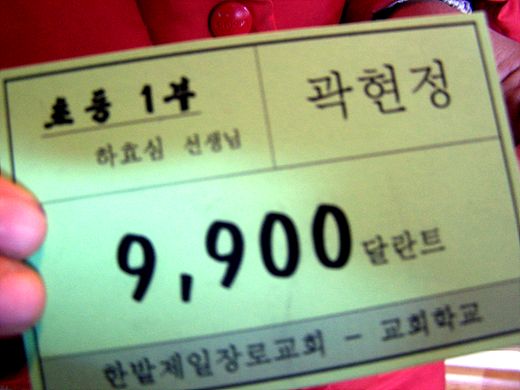 초등 1부
하효심 선생님
곽현정
9,900 달란트
한밭제일장로교회 - 교회학교